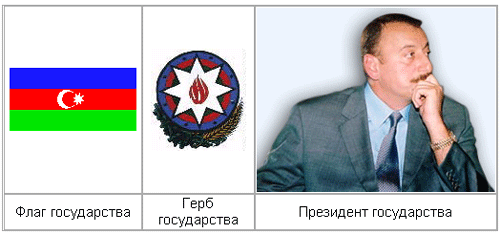 Флаг государства
Герб
государства
Президент государства